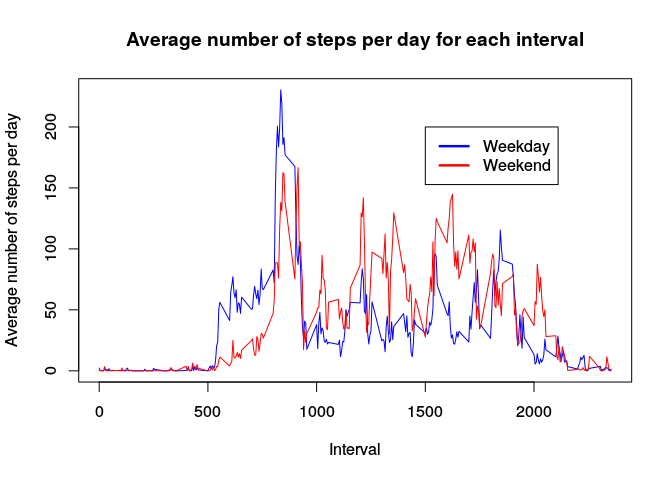 Average number of steps per day for each interval
Average number of steps per day
200
150
100
50
0
Weekday
Weekend
0 500 1000 1500 2000
Interval